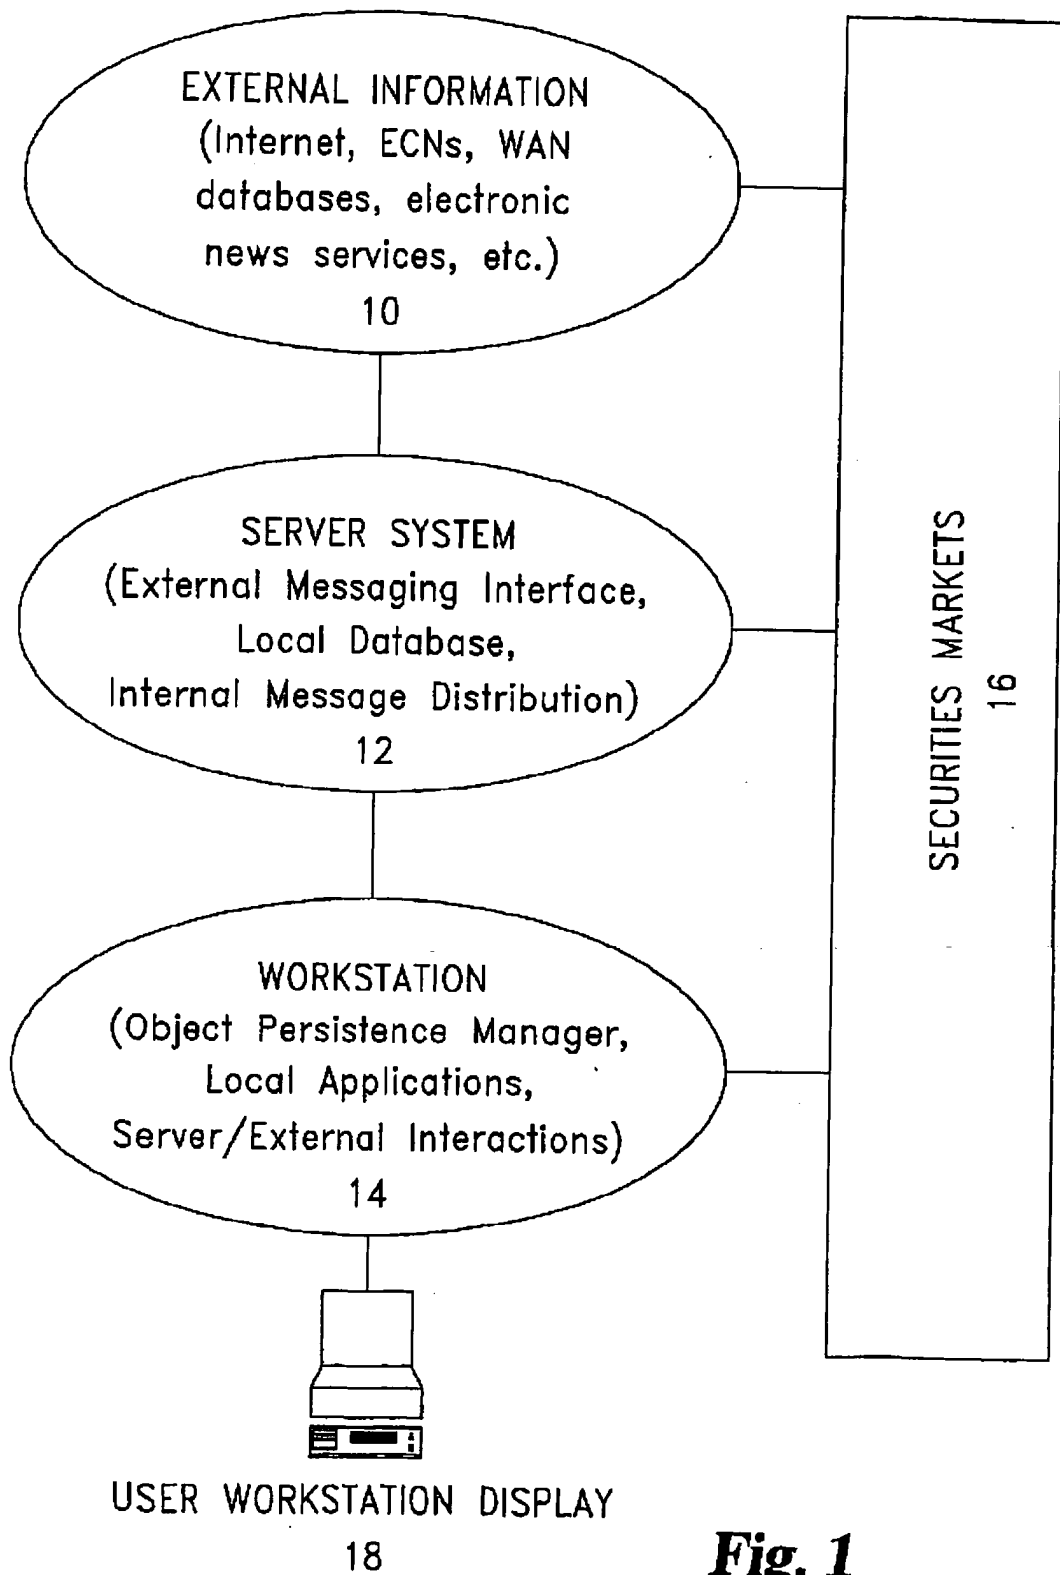 EXTERNAL INFORMATION
(Internet, ECNs, WAN
databases, electronic
news services, etc.)
10
SERVER SYSTEM
(External Messaging Interface,
Local Database,
Internal Message Distribution)
12
WORKSTATION
(Object Persistence Manager,
Local Applications,
Server/External Interactions)
14
SECURITIES MARKETS
16
USER WORKSTATION DISPLAY
18
Fig. 1